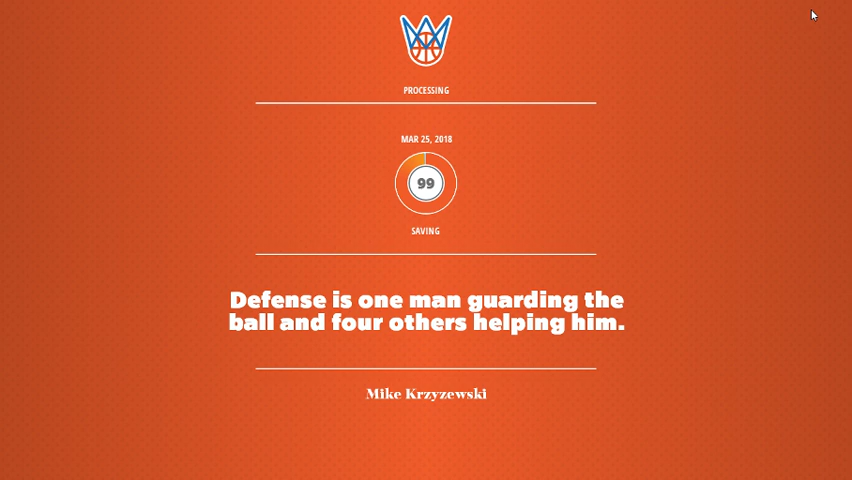 PROCESSING
MAR 25, 2018
99
SAVING
Defense is one man guarding the
ball and four others helping him.
Mike Krzyzewski